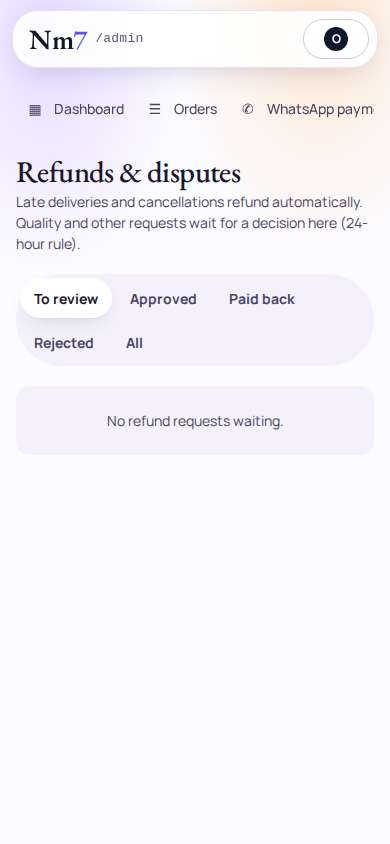 Nm7 /admin O
▦ Dashboard ☰ Orders ✆ WhatsApp paym
Refunds & disputes
Late deliveries and cancellations refund automatically.
Quality and other requests wait for a decision here (24-
hour rule).
To review Approved Paid back
Rejected All
No refund requests waiting.